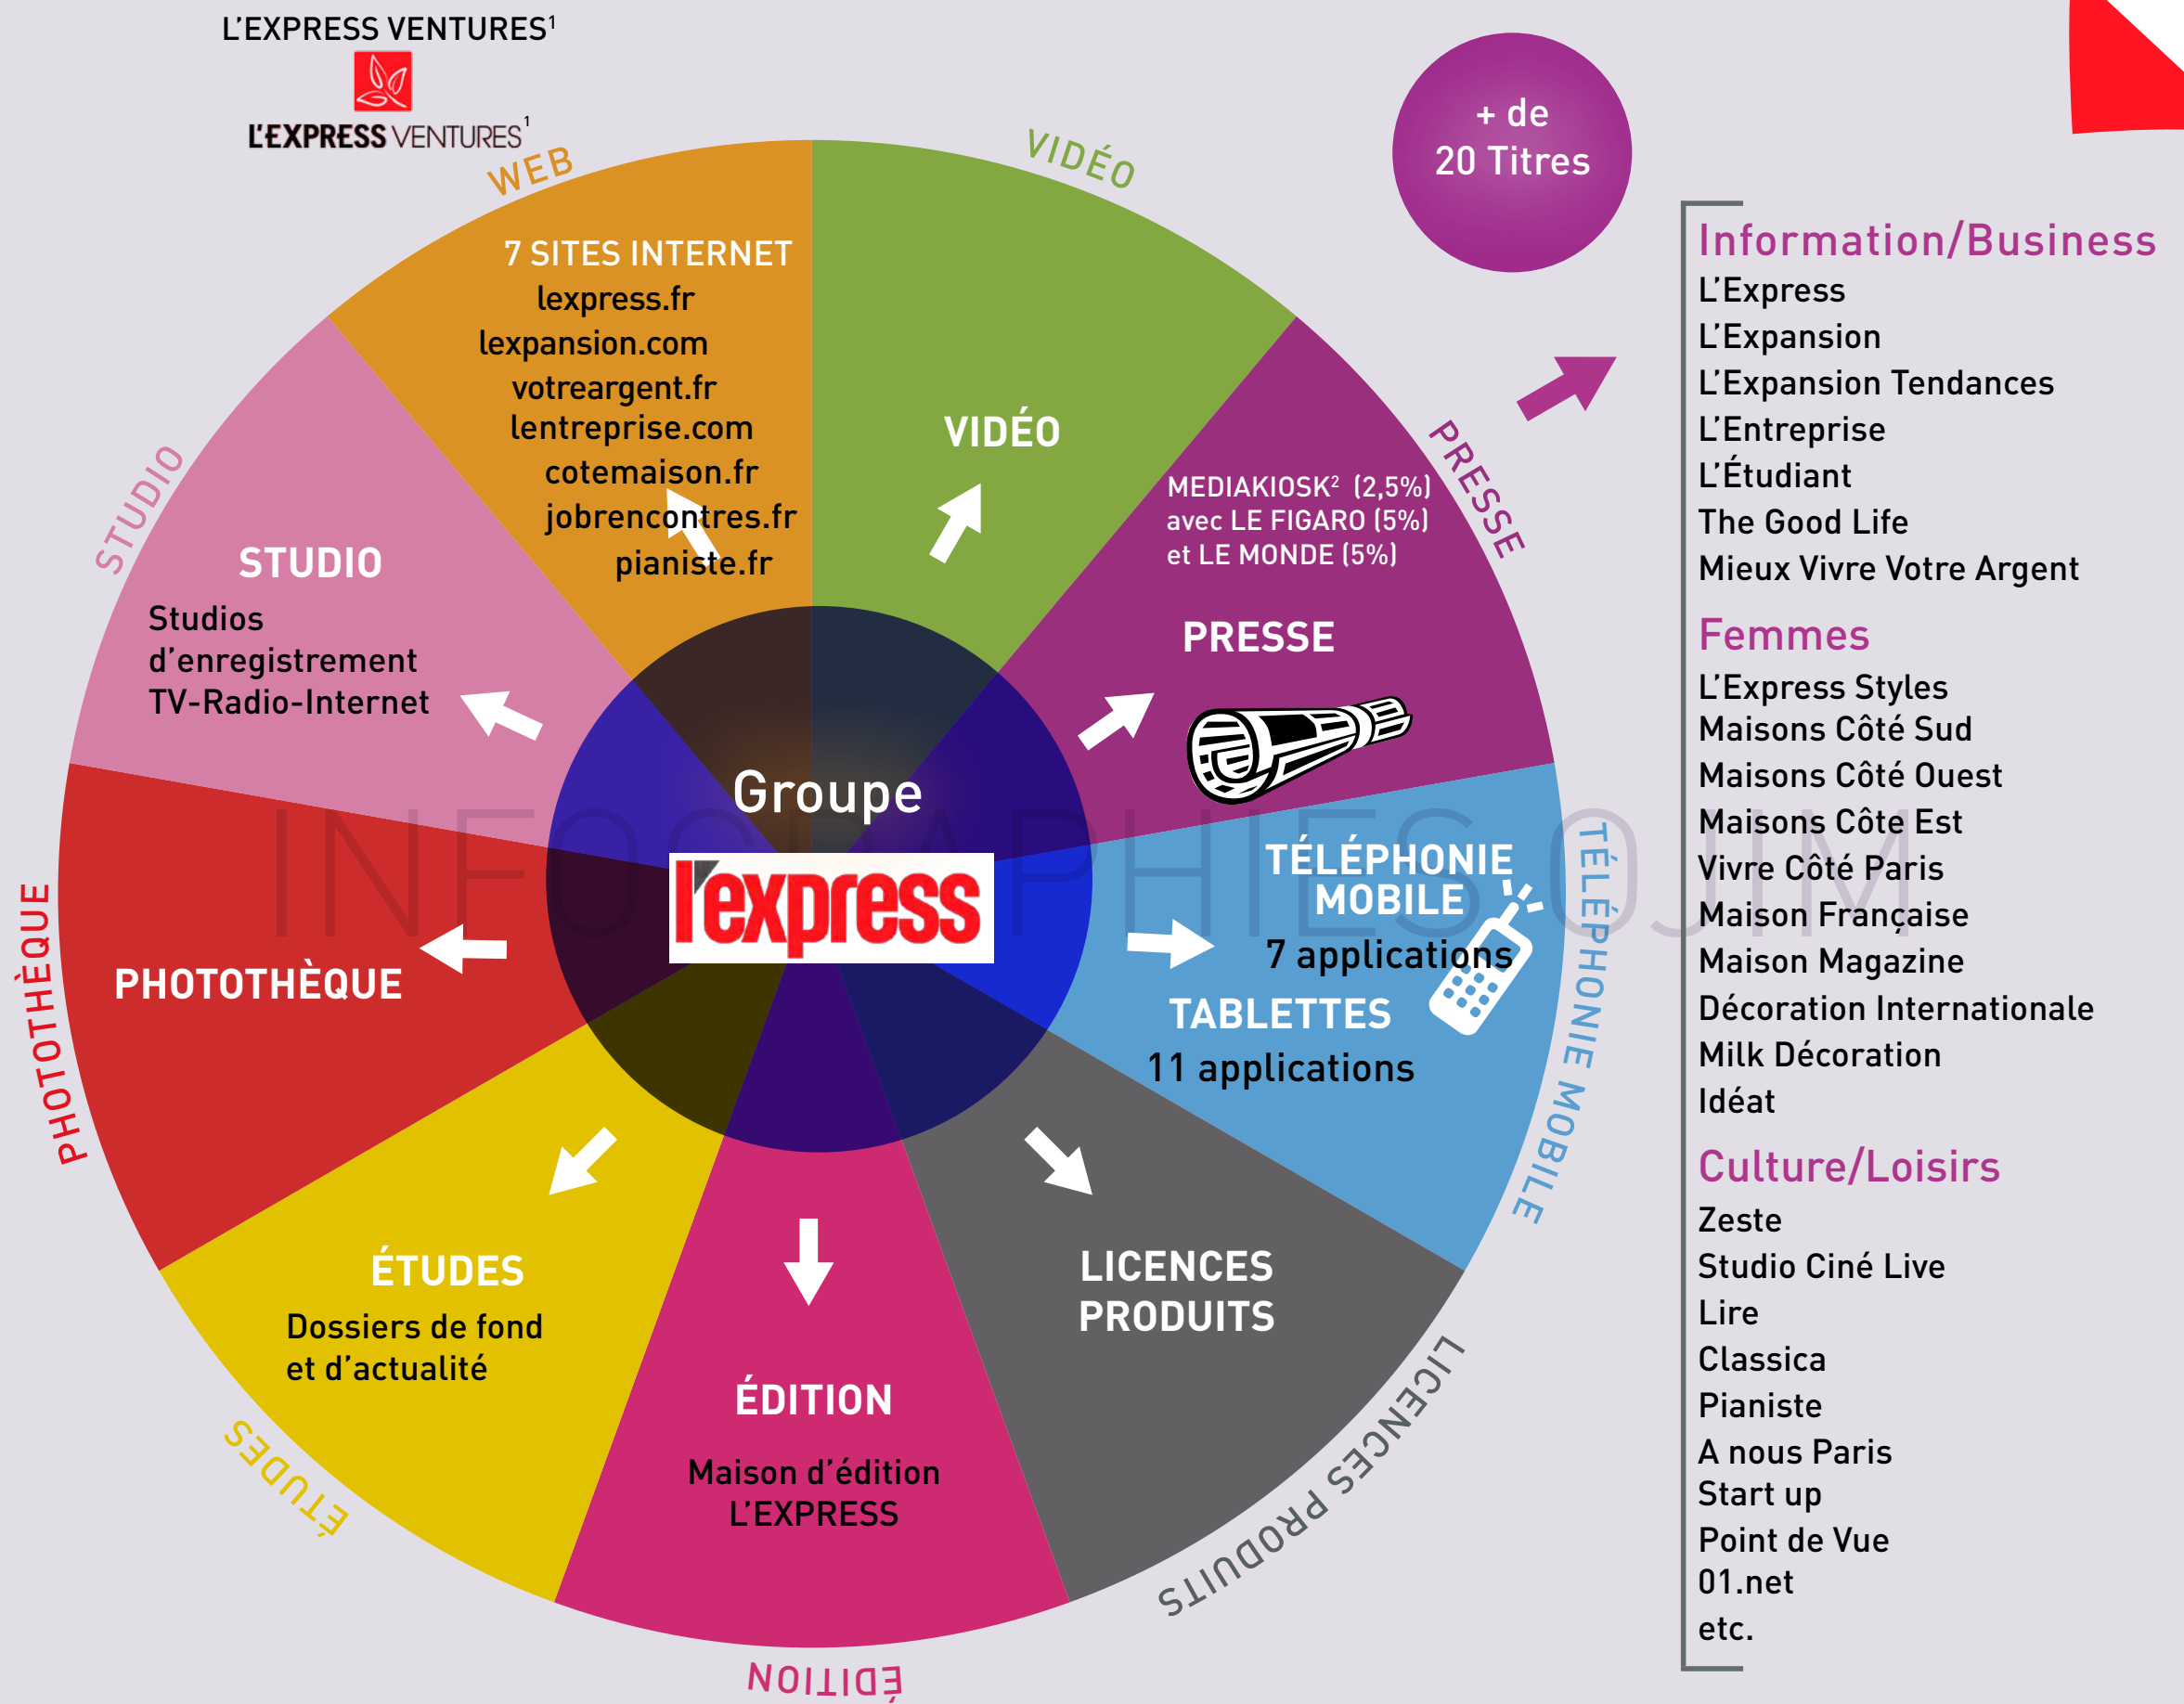 L'EXPRESS VENTURES¹
L'EXPRESS VENTURES¹
WEB
7 SITES INTERNET
lexpress.fr
lexpansion.com
votreargent.fr
lentreprise.com
cotemaison.fr
jobrencontres.fr
pianiste.fr
VIDÉO
VIDÉO
+ de
20 Titres
PRESSE
MEDIAKIOSK² (2,5%)
avec LE FIGARO (5%)
et LE MONDE (5%)
PRESSE
STUDIO
STUDIO
Studios
d'enregistrement
TV-Radio-Internet
Groupe
l'express
INFOGRAPHIES OJIM
TÉLÉPHONIE MOBILE
TÉLÉPHONIE
MOBILE
7 applications
TABLETTES
11 applications
PHOTOTHÈQUE
PHOTOTHÈQUE
ÉTUDES
Dossiers de fond
et d'actualité
ÉTUDES
ÉDITION
Maison d'édition
L'EXPRESS
ÉDITION
LICENCES
PRODUITS
LICENCES PRODUITS
Information/Business
L'Express
L'Expansion
L'Expansion Tendances
L'Entreprise
L'Étudiant
The Good Life
Mieux Vivre Votre Argent
Femmes
L'Express Styles
Maisons Côté Sud
Maisons Côté Ouest
Maisons Côte Est
Vivre Côté Paris
Maison Française
Maison Magazine
Décoration Internationale
Milk Décoration
Idéat
Culture/Loisirs
Zeste
Studio Ciné Live
Lire
Classica
Pianiste
A nous Paris
Start up
Point de Vue
01.net
etc.